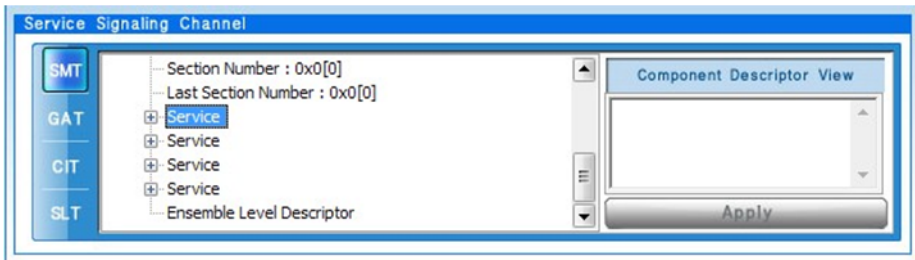 Service Signaling Channel
SMT
GAT
CIT
SLT
Section Number : 0x0[0]
Last Section Number : 0x0[0]
Service
Service
Service
Service
Ensemble Level Descriptor
Component Descriptor View
Apply